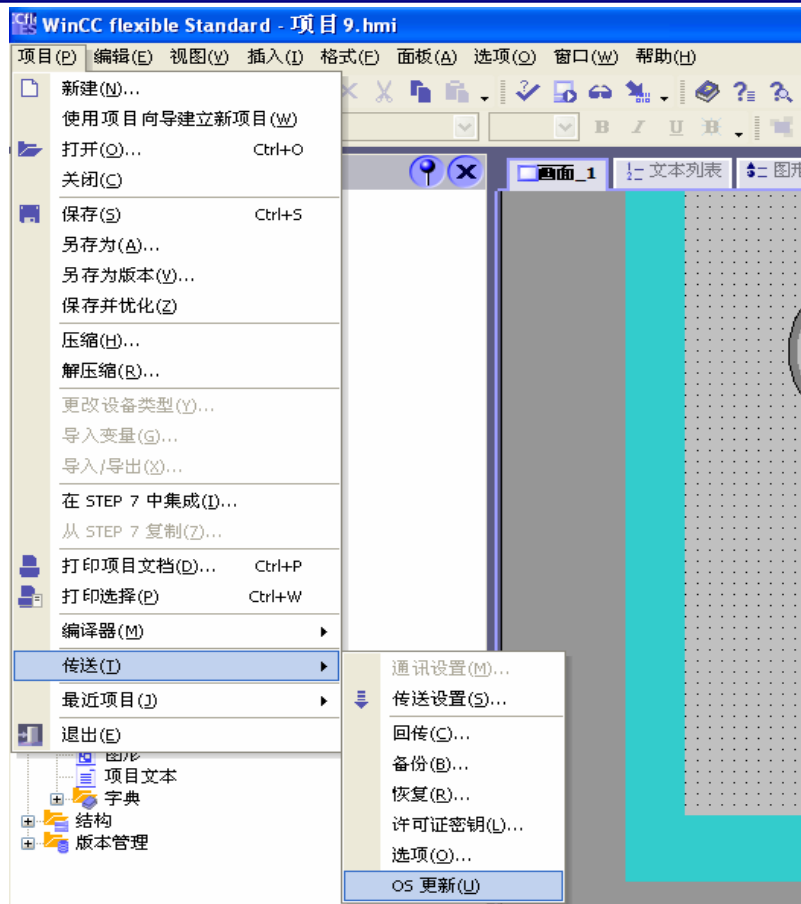 WinCC flexible Standard - 项目9.hmi
项目(P) 编辑(E) 视图(V) 插入(I) 格式(F) 面板(A) 选项(O) 窗口(W) 帮助(H)
新建(N)...
使用项目向导建立新项目(W)
打开(O)... Ctrl+O
关闭(C)
保存(S) Ctrl+S
另存为(A)...
另存为版本(V)...
保存并优化(Z)
压缩(H)...
解压缩(R)...
更改设备类型(Y)...
导入变量(G)...
导入/导出(X)...
在 STEP 7 中集成(I)...
从 STEP 7 复制(7)...
打印项目文档(D)... Ctrl+P
打印选择(P) Ctrl+W
编译器(M)
传送(T)
最近项目(J)
退出(E)
B I U
画面_1 文本列表 图形
通讯设置(M)...
传送设置(S)...
回传(C)...
备份(B)...
恢复(R)...
许可证密钥(L)...
选项(O)...
OS 更新(U)
图形
项目文本
字典
结构
版本管理